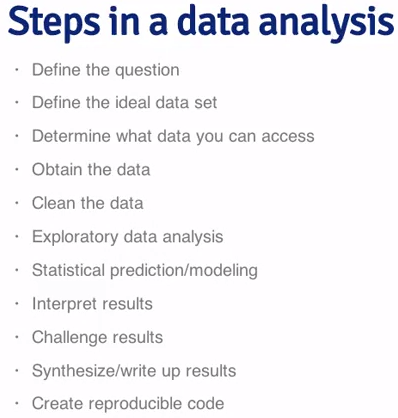 Steps in a data analysis
· Define the question
· Define the ideal data set
· Determine what data you can access
· Obtain the data
· Clean the data
· Exploratory data analysis
· Statistical prediction/modeling
· Interpret results
· Challenge results
· Synthesize/write up results
· Create reproducible code